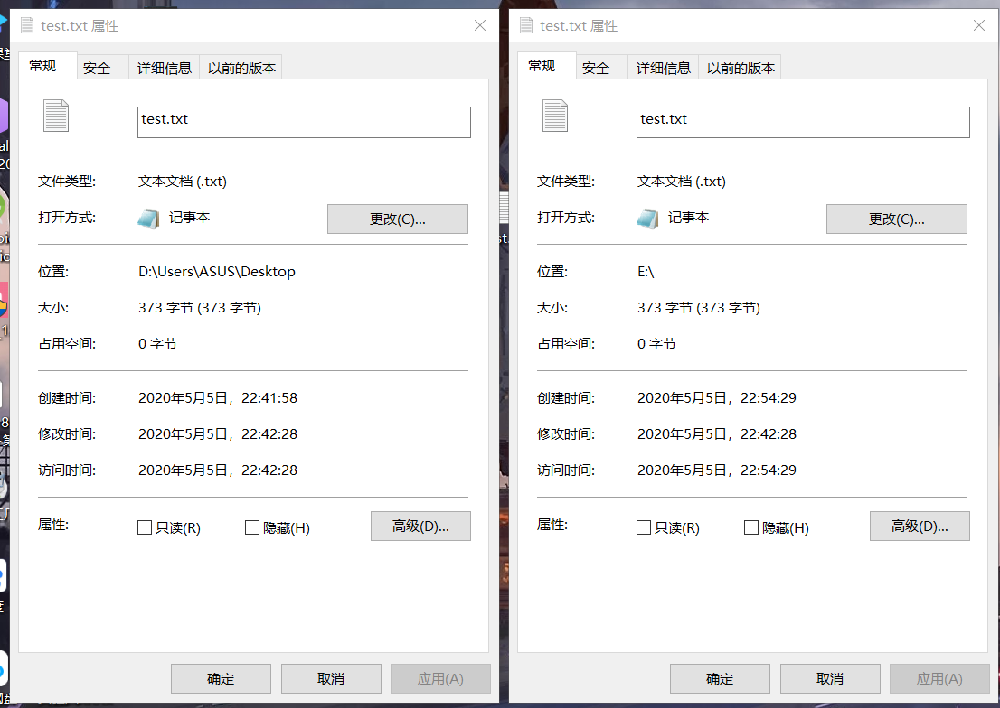 test.txt 属性
常规 安全 详细信息 以前的版本
test.txt
文件类型: 文本文档 (.txt)
打开方式: 记事本 更改(C)...
位置: D:\Users\ASUS\Desktop
大小: 373 字节 (373 字节)
占用空间: 0 字节
创建时间: 2020年5月5日，22:41:58
修改时间: 2020年5月5日，22:42:28
访问时间: 2020年5月5日，22:42:28
属性: 只读(R) 隐藏(H) 高级(D)...
确定 取消 应用(A)
test.txt 属性
常规 安全 详细信息 以前的版本
test.txt
文件类型: 文本文档 (.txt)
打开方式: 记事本 更改(C)...
位置: E:\
大小: 373 字节 (373 字节)
占用空间: 0 字节
创建时间: 2020年5月5日，22:54:29
修改时间: 2020年5月5日，22:42:28
访问时间: 2020年5月5日，22:54:29
属性: 只读(R) 隐藏(H) 高级(D)...
确定 取消 应用(A)